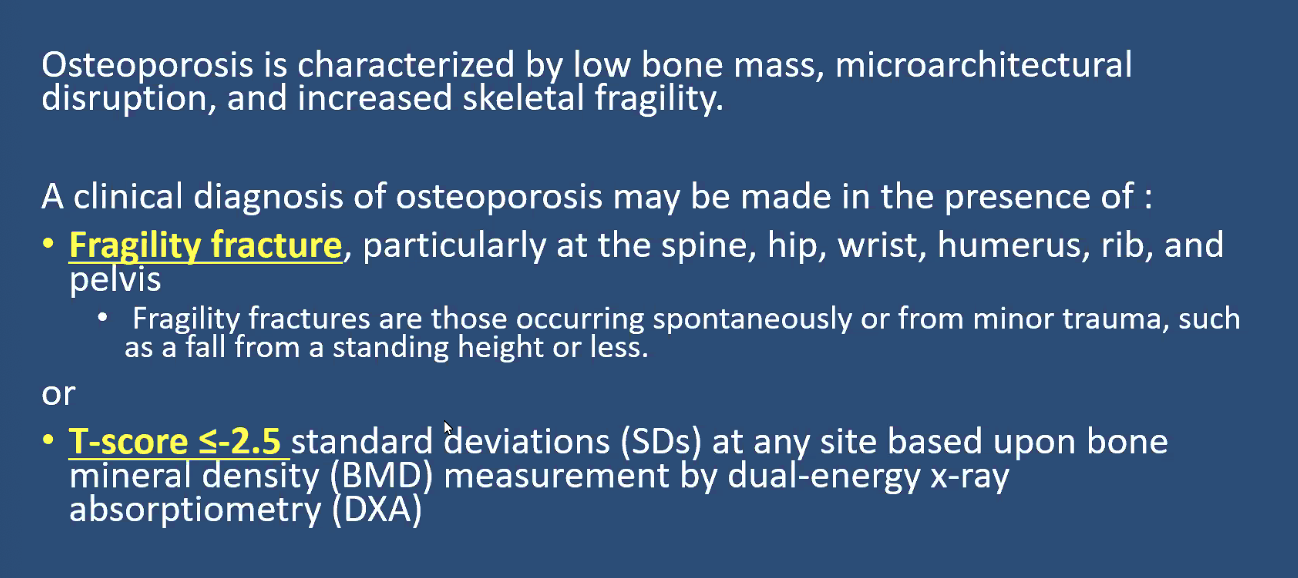 Osteoporosis is characterized by low bone mass, microarchitectural
disruption, and increased skeletal fragility.
A clinical diagnosis of osteoporosis may be made in the presence of :
• Fragility fracture, particularly at the spine, hip, wrist, humerus, rib, and
pelvis
• Fragility fractures are those occurring spontaneously or from minor trauma, such
as a fall from a standing height or less.
or
• T-score ≤-2.5 standard deviations (SDs) at any site based upon bone
mineral density (BMD) measurement by dual-energy x-ray
absorptiometry (DXA)